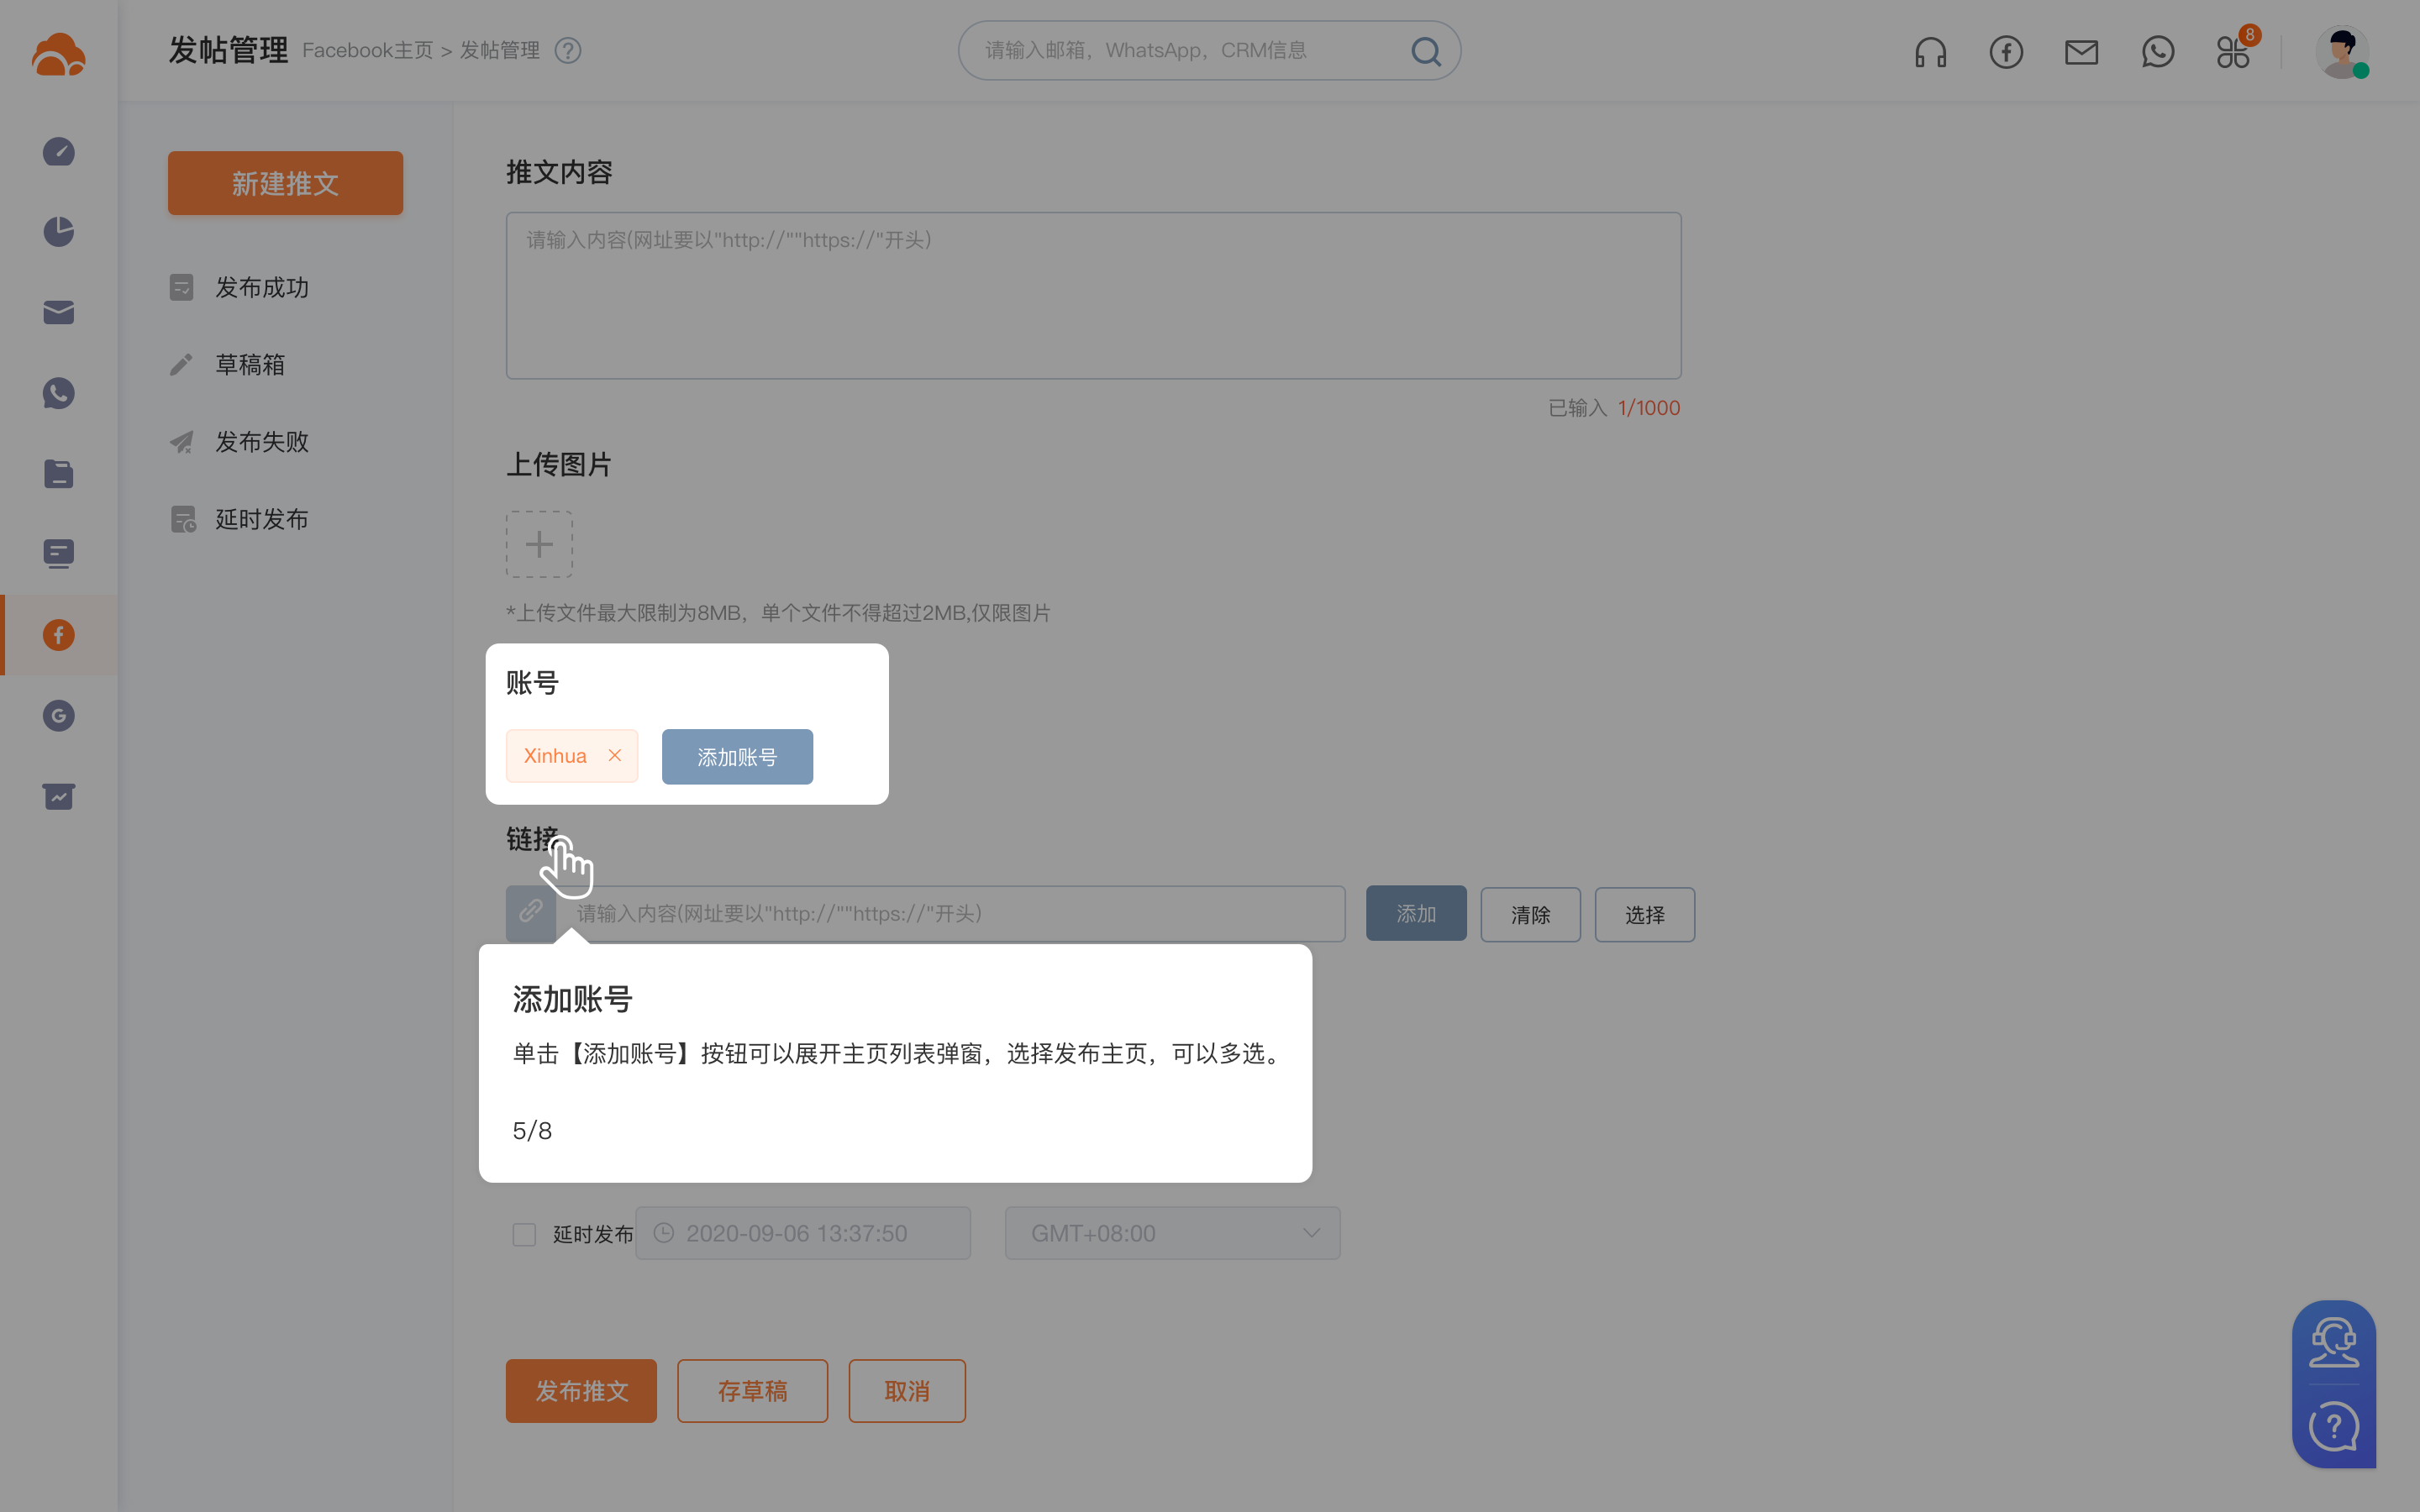 发帖管理 Facebook主页 > 发帖管理 ?
请输入邮箱，WhatsApp，CRM信息
8
新建推文
发布成功
草稿箱
发布失败
延时发布
推文内容
请输入内容(网址要以"http://""https://"开头)
已输入 1/1000
上传图片
*上传文件最大限制为8MB，单个文件不得超过2MB,仅限图片
账号
Xinhua × 添加账号
链接
请输入内容(网址要以"http://""https://"开头) 添加 清除 选择
添加账号
单击【添加账号】按钮可以展开主页列表弹窗，选择发布主页，可以多选。
5/8
延时发布 2020-09-06 13:37:50 GMT+08:00
发布推文 存草稿 取消